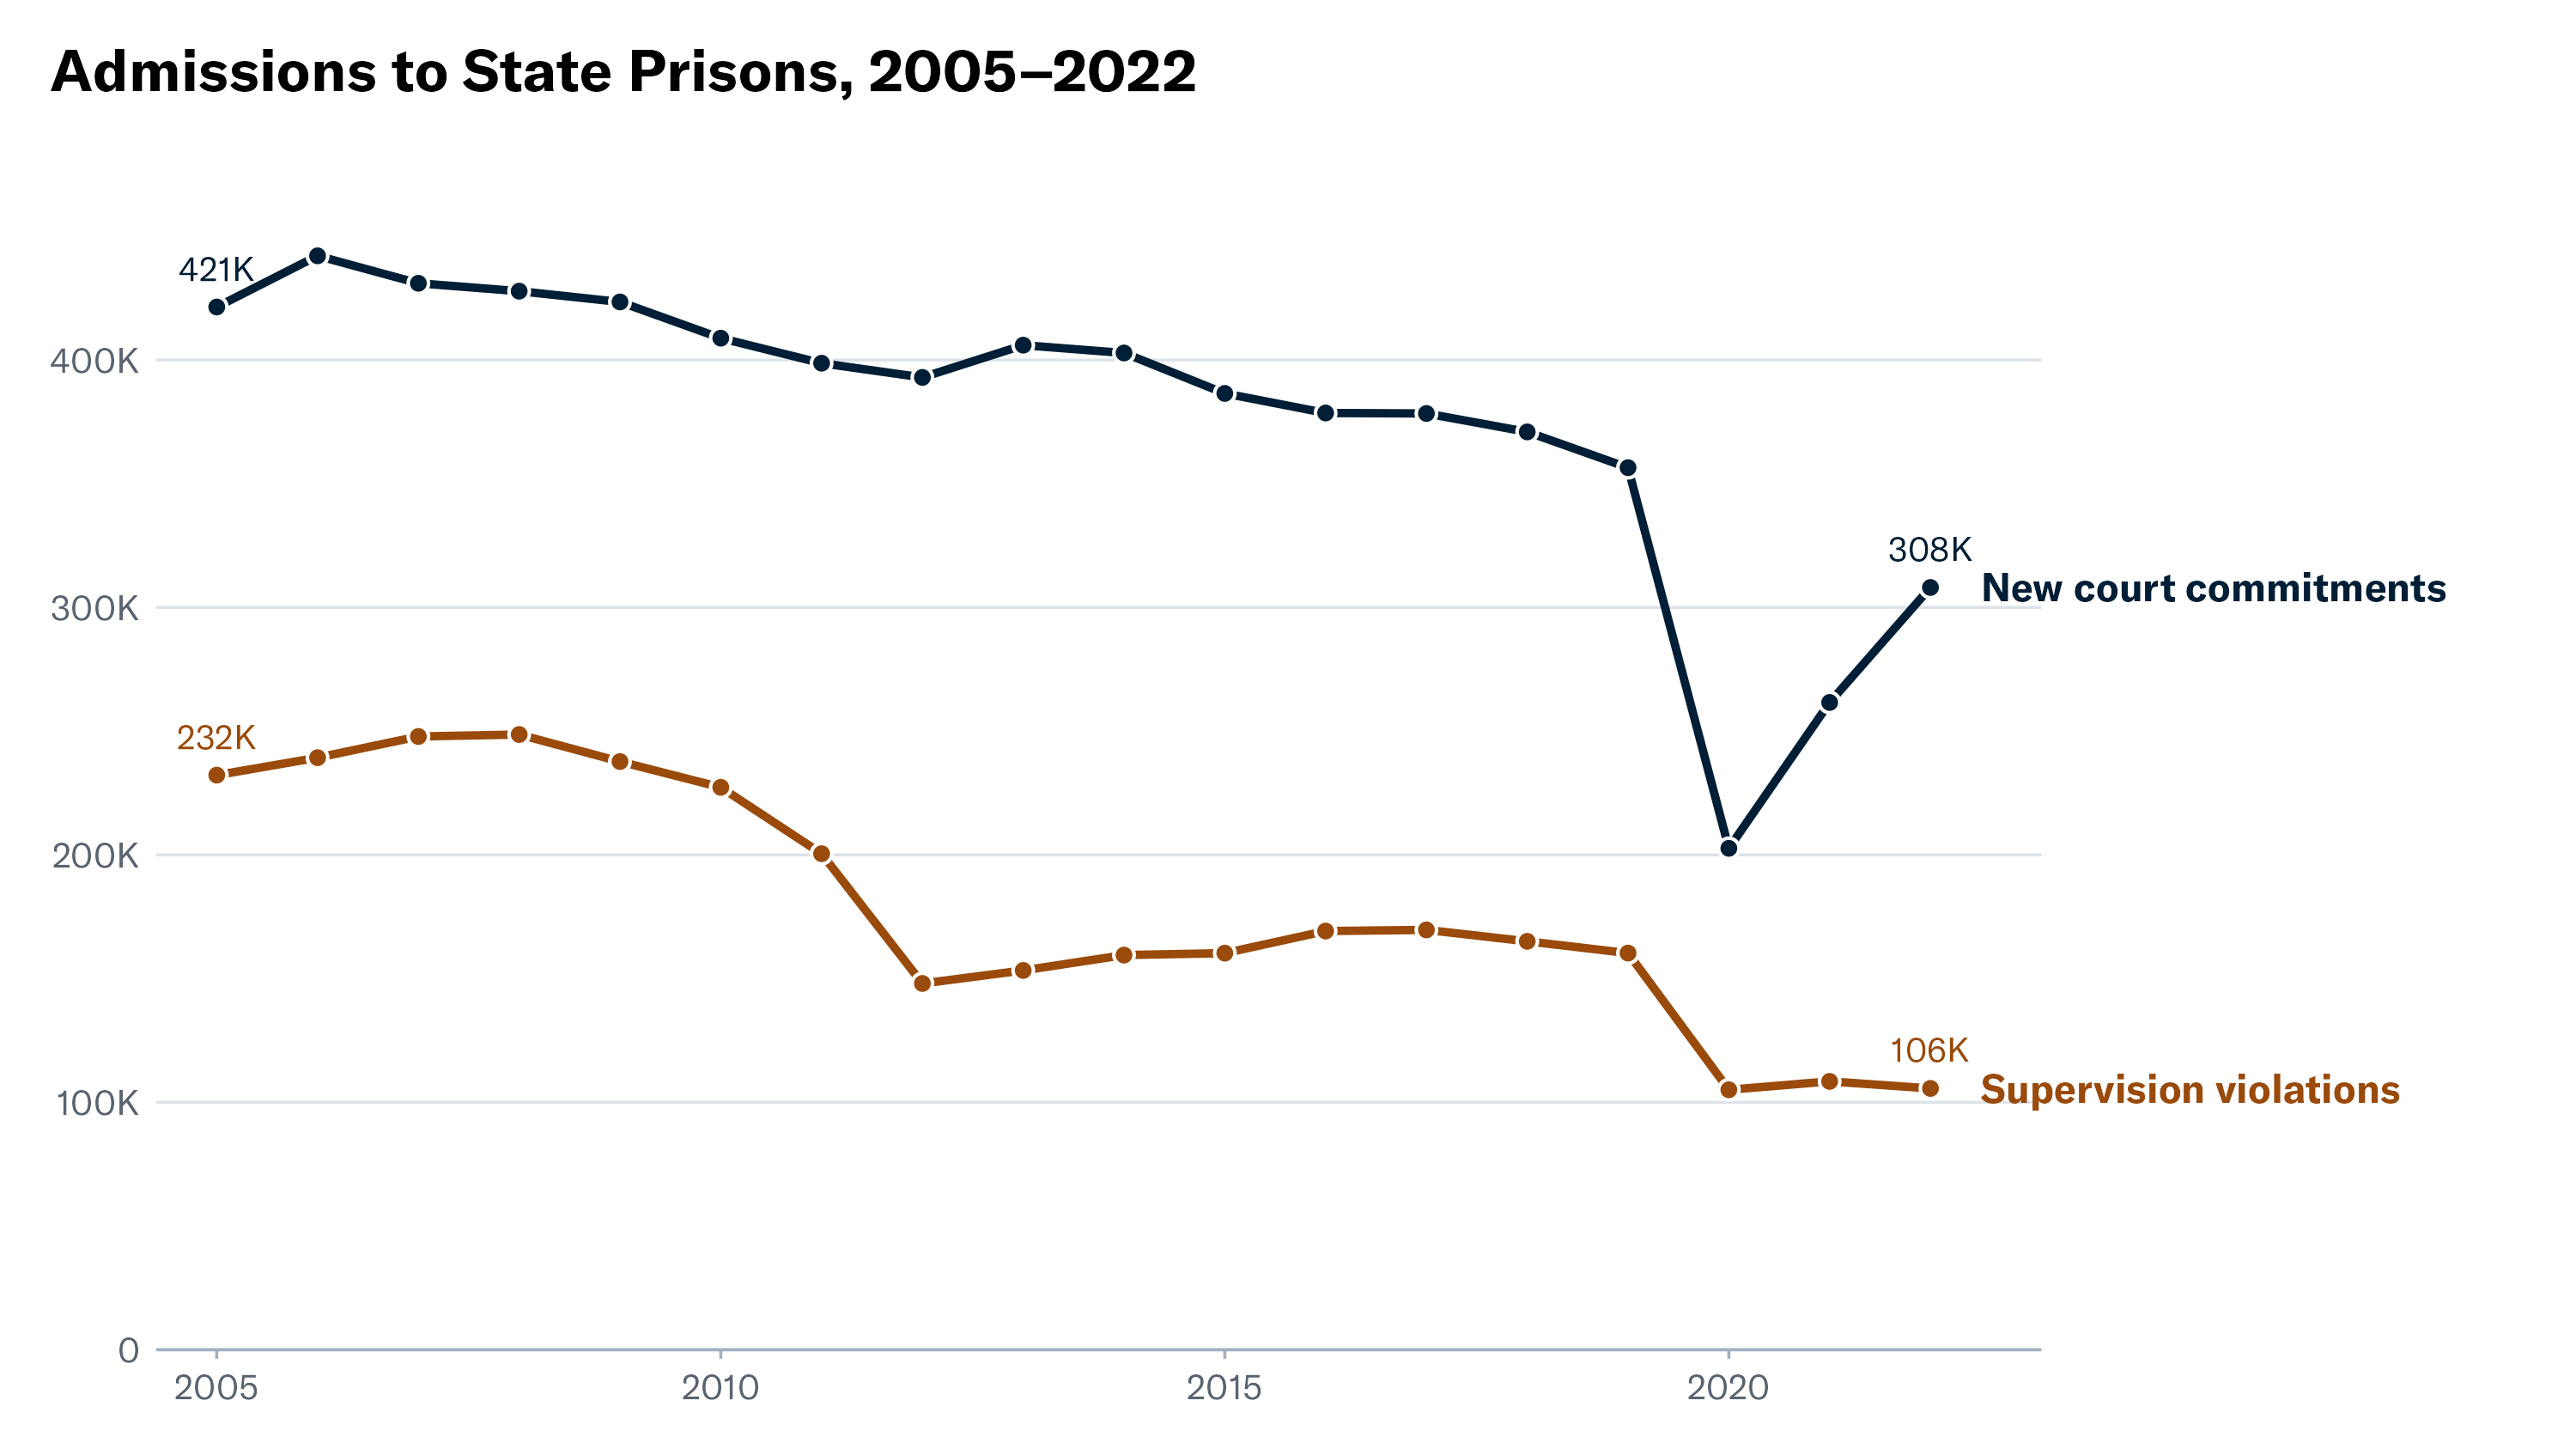 Admissions to State Prisons, 2005–2022
421K
400K
308K
New court commitments
300K
232K
200K
106K
Supervision violations
100K
0
2005
2010
2015
2020